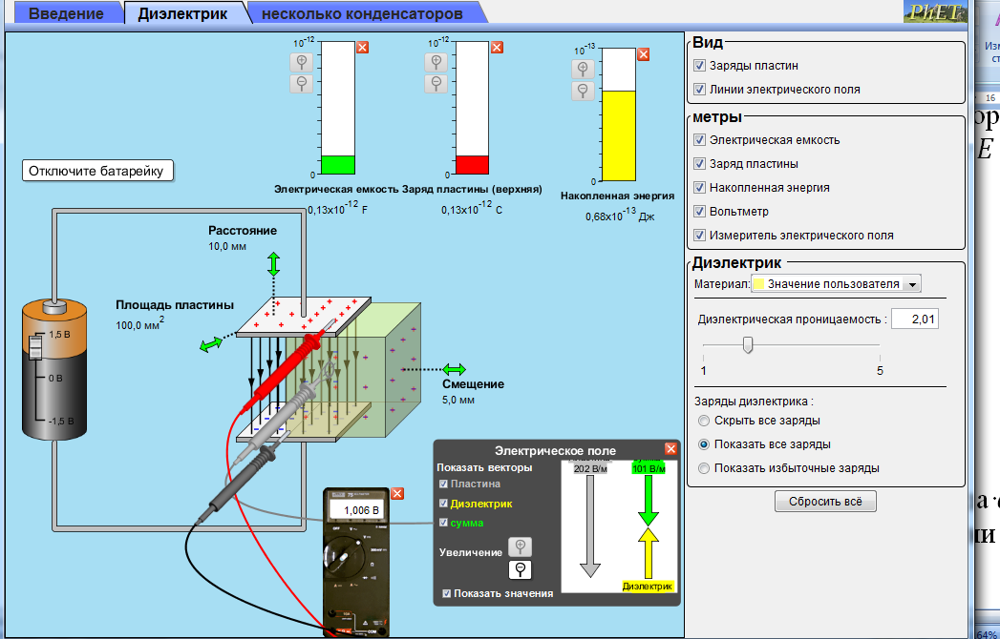 Введение
Диэлектрик
несколько конденсаторов
PhET
10-12
10-12
10-13
0
0
0
Электрическая емкость
0,13x10-12 F
Заряд пластины (верхняя)
0,13x10-12 C
Накопленная энергия
0,68x10-13 Дж
Отключите батарейку
Расстояние
10,0 мм
Площадь пластины
100,0 мм2
1,5 В
0 В
-1,5 В
Смещение
5,0 мм
1,006 В
Электрическое поле
Показать векторы
Пластина
Диэлектрик
сумма
Увеличение
Показать значения
202 В/м
101 В/м
Диэлектрик
Вид
Заряды пластин
Линии электрического поля
метры
Электрическая емкость
Заряд пластины
Накопленная энергия
Вольтметр
Измеритель электрического поля
Диэлектрик
Материал:
Значение пользователя
Диэлектрическая проницаемость :
2,01
1
5
Заряды диэлектрика :
Скрыть все заряды
Показать все заряды
Показать избыточные заряды
Сбросить всё
16
E
64%